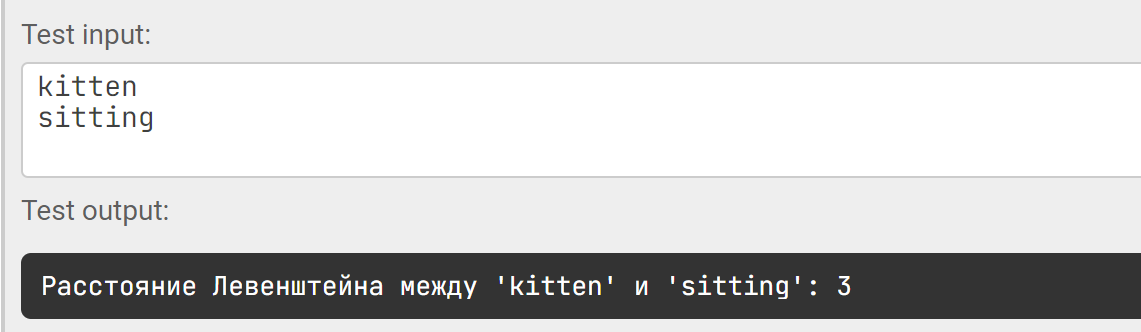 Test input:
kitten
sitting
Test output:
Расстояние Левенштейна между 'kitten' и 'sitting': 3